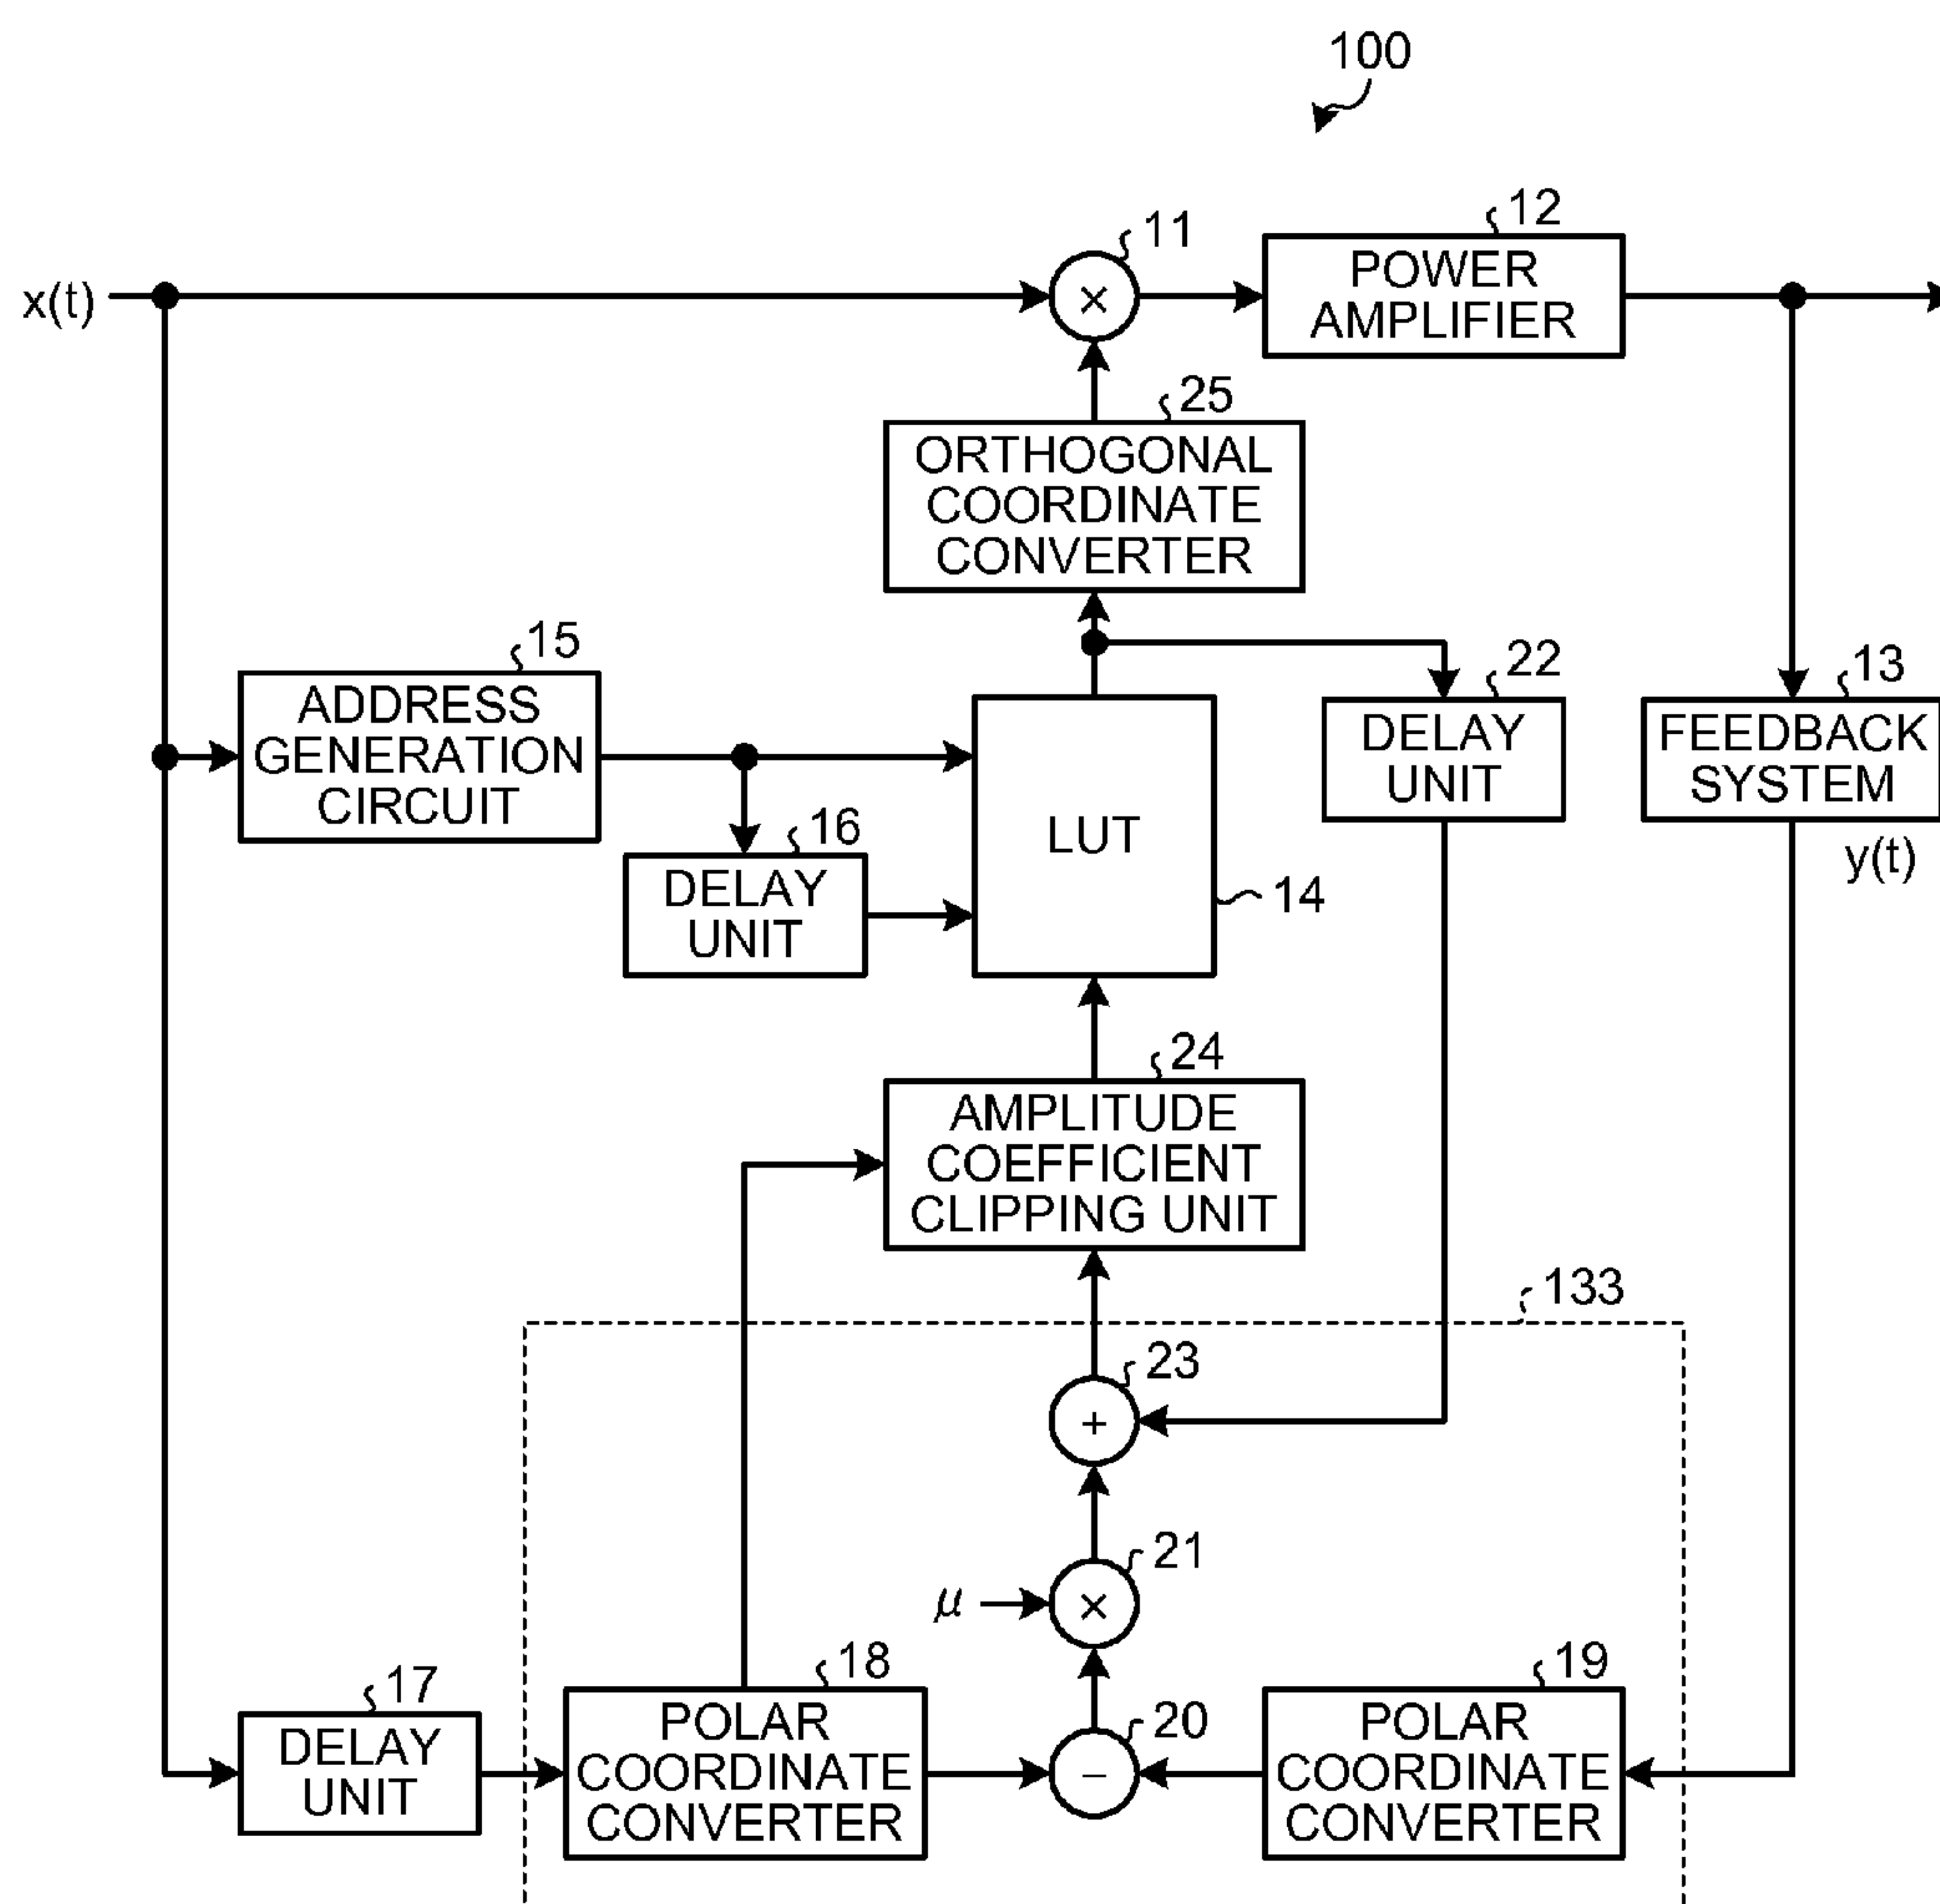 100
11
12
x(t)
×
POWER
AMPLIFIER
25
ORTHOGONAL
COORDINATE
CONVERTER
15
22
13
ADDRESS
GENERATION
CIRCUIT
DELAY
UNIT
FEEDBACK
SYSTEM
16
LUT
y(t)
DELAY
UNIT
14
24
AMPLITUDE
COEFFICIENT
CLIPPING UNIT
133
23
+
21
μ
×
17
18
20
19
DELAY
UNIT
POLAR
COORDINATE
CONVERTER
−
POLAR
COORDINATE
CONVERTER